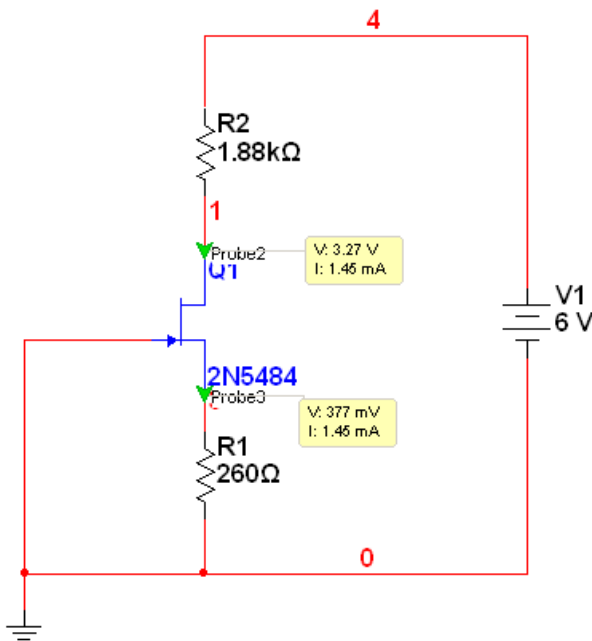 4
R2
1.88kΩ
1
Probe2
V: 3.27 V
I: 1.45 mA
Q1
V1
6 V
2N5484
Probe3
V: 377 mV
I: 1.45 mA
R1
260Ω
0